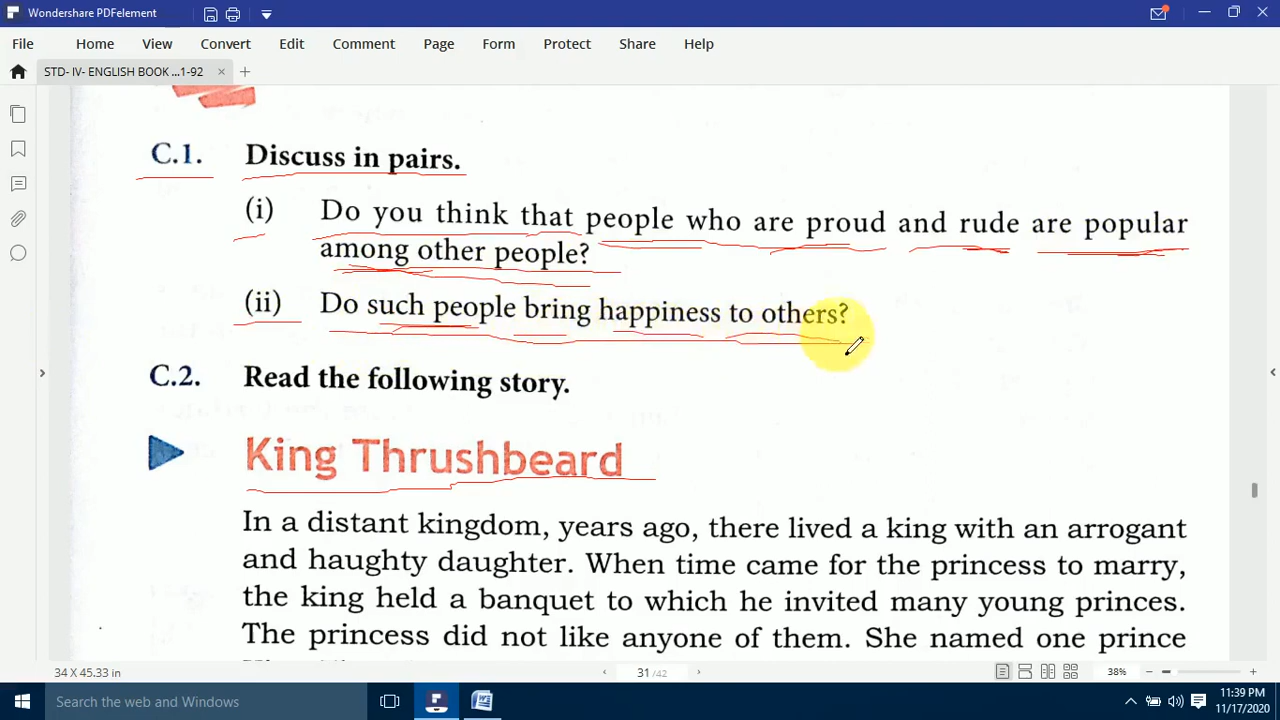 Wondershare PDFelement
File Home View Convert Edit Comment Page Form Protect Share Help
STD- IV- ENGLISH BOOK ...1-92 × +
C.1. Discuss in pairs.
(i) Do you think that people who are proud and rude are popular
among other people?
(ii) Do such people bring happiness to others?
C.2. Read the following story.
King Thrushbeard
In a distant kingdom, years ago, there lived a king with an arrogant
and haughty daughter. When time came for the princess to marry,
the king held a banquet to which he invited many young princes.
The princess did not like anyone of them. She named one prince
34 X 45.33 in 31 /42 38%
Search the web and Windows
11:39 PM
11/17/2020